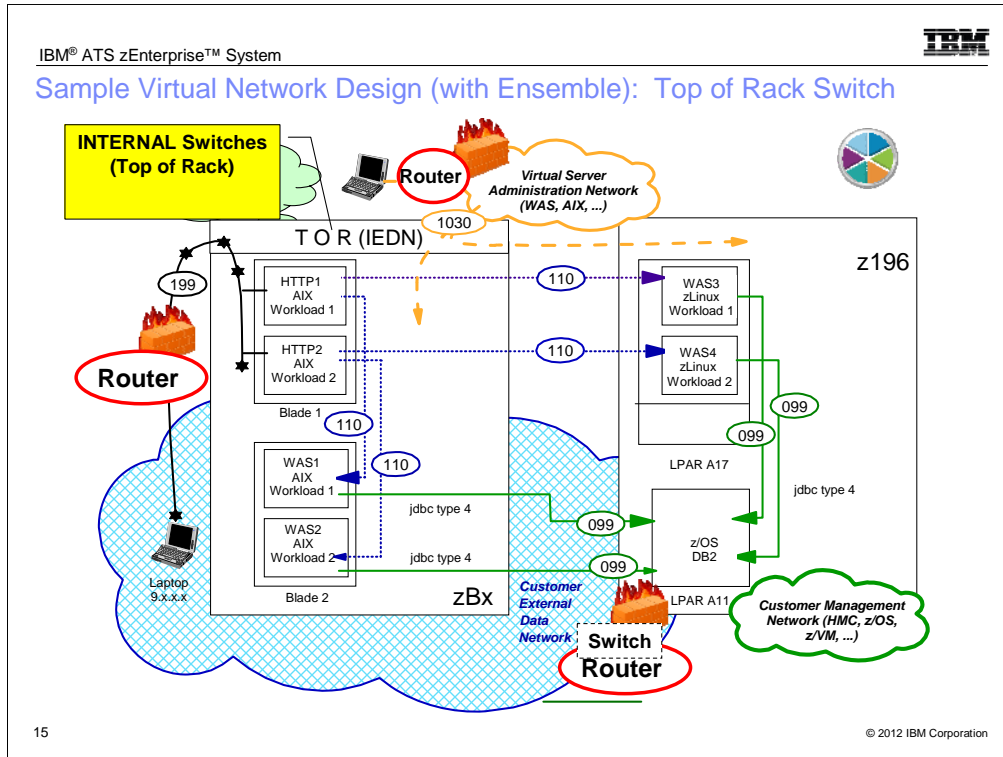 IBM® ATS zEnterprise™ System
IBM
Sample Virtual Network Design (with Ensemble): Top of Rack Switch
INTERNAL Switches
(Top of Rack)
Router
Virtual Server
Administration Network
(WAS, AIX, ...)
1030
T O R (IEDN)
z196
199
HTTP1
AIX
Workload 1
110
WAS3
zLinux
Workload 1
HTTP2
AIX
Workload 2
110
WAS4
zLinux
Workload 2
Router
Blade 1
099
110
099
110
LPAR A17
WAS1
AIX
Workload 1
jdbc type 4
jdbc type 4
099
z/OS
DB2
WAS2
AIX
Workload 2
jdbc type 4
099
Laptop
9.x.x.x
Blade 2
zBx
Customer
External
Data
Network
LPAR A11
Customer Management
Network (HMC, z/OS,
z/VM, ...)
Switch
Router
15
© 2012 IBM Corporation